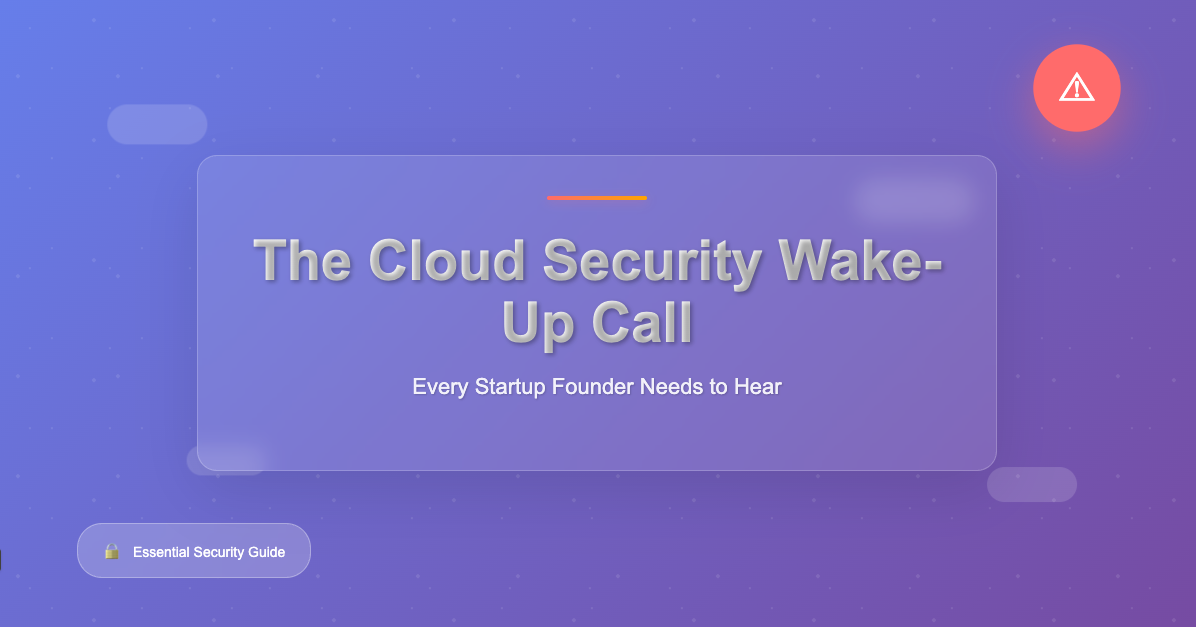 The Cloud Security Wake-
Up Call
Every Startup Founder Needs to Hear
Essential Security Guide